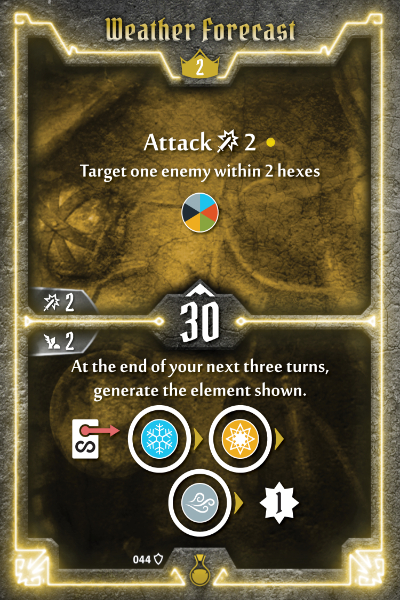 Weather Forecast
2
Attack 2
Target one enemy within 2 hexes
2
30
2
At the end of your next three turns,
generate the element shown.
S
1
044